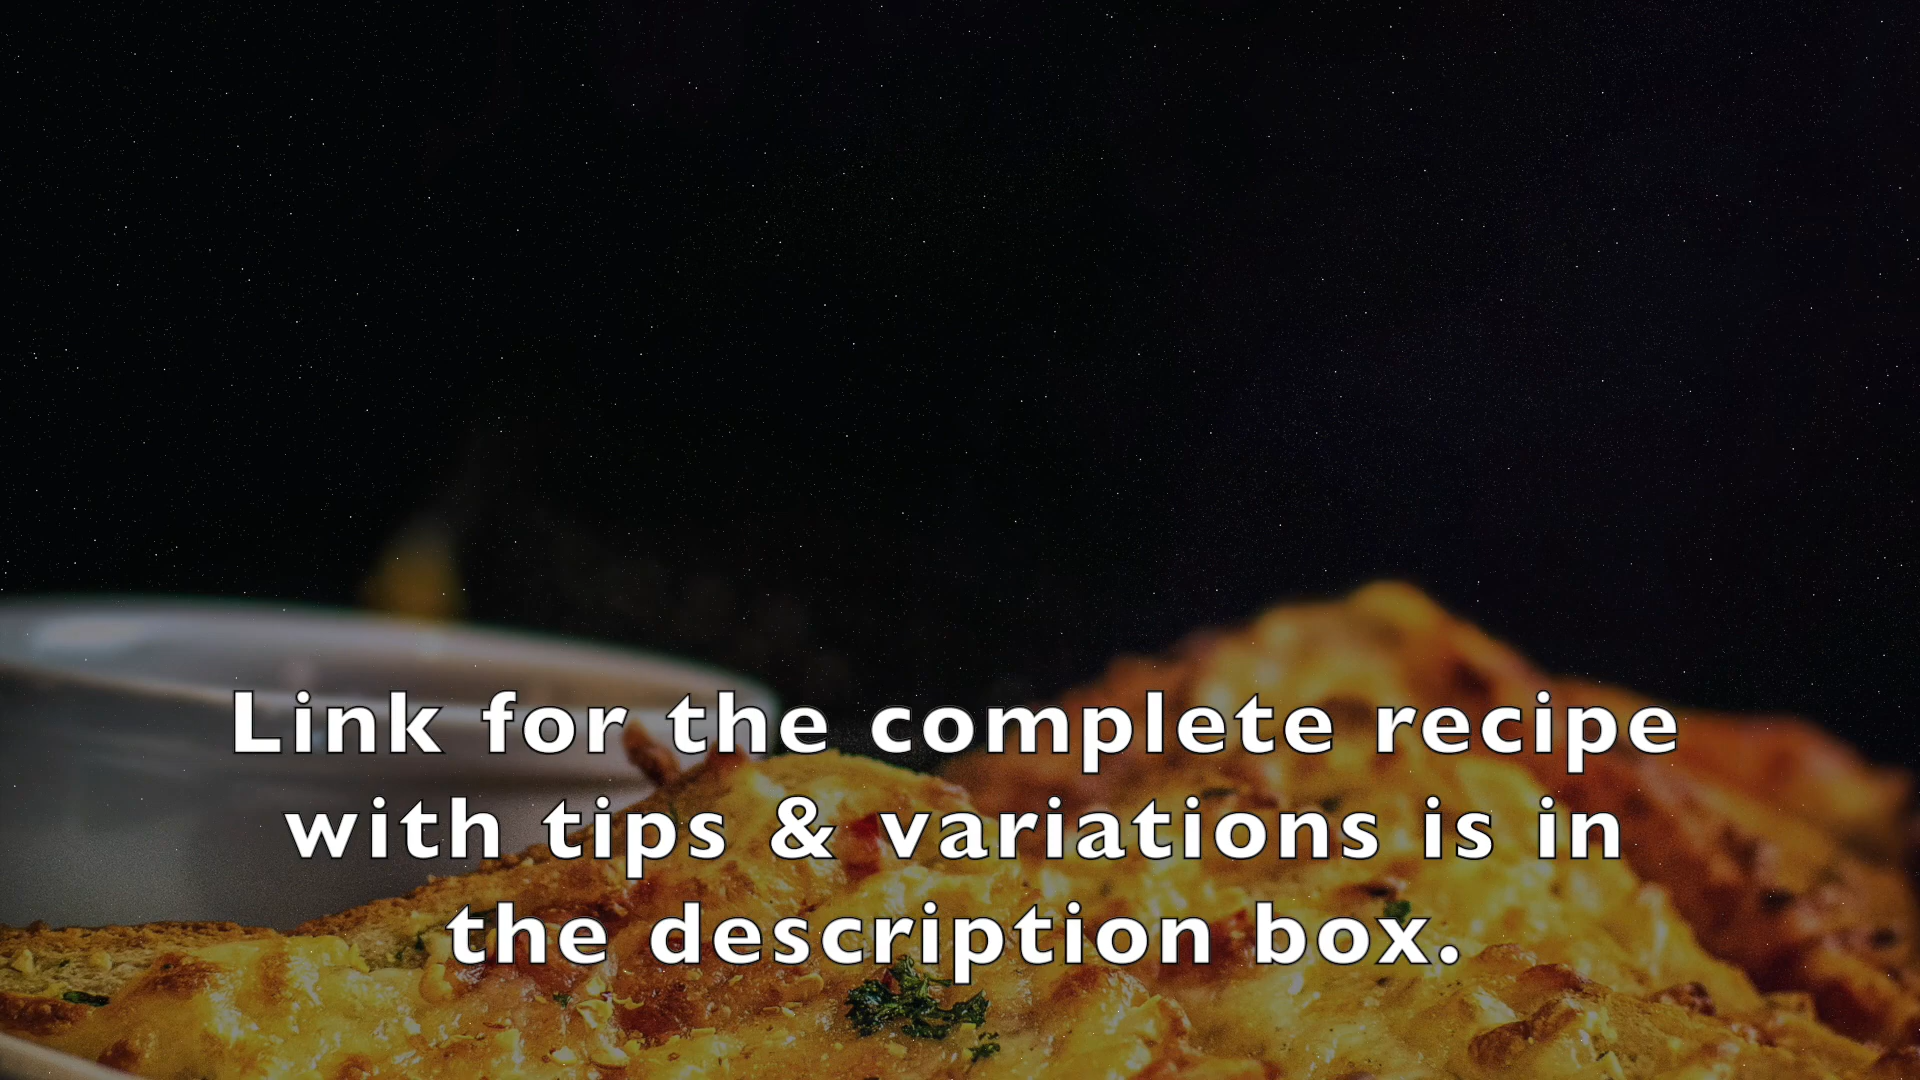 Link for the complete recipe
with tips & variations is in
the description box.